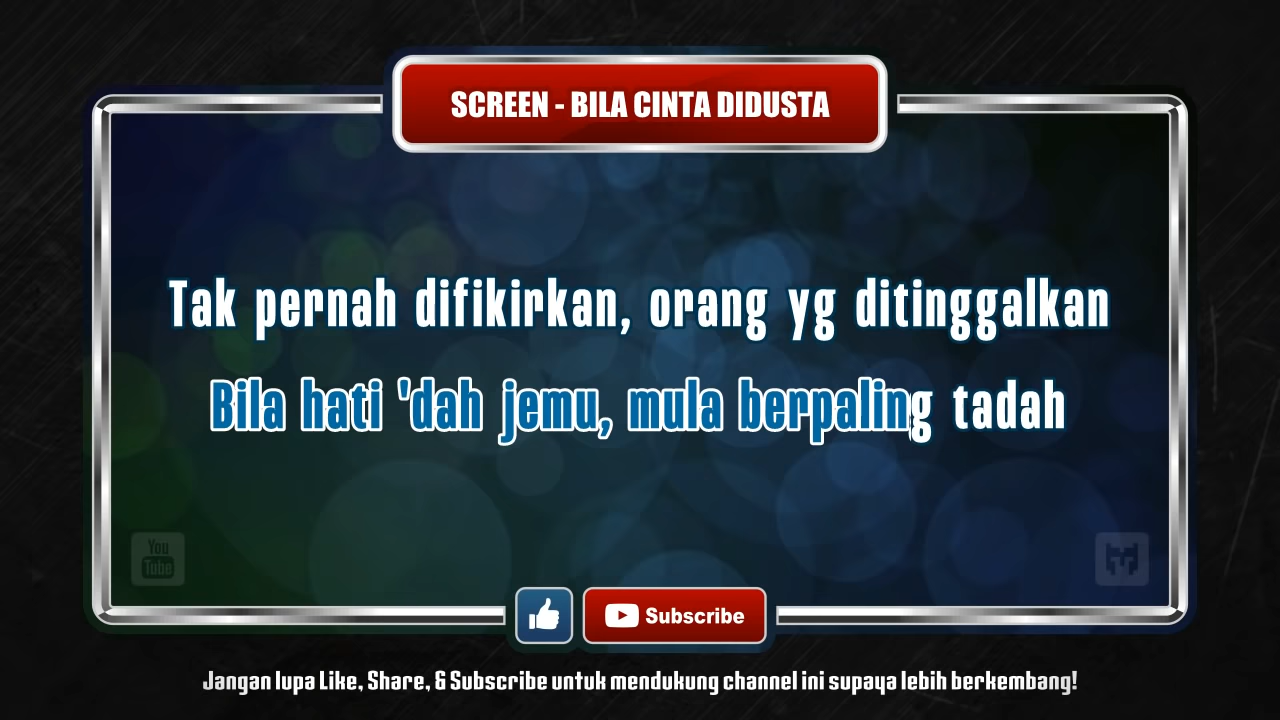 SCREEN - BILA CINTA DIDUSTA
Tak pernah difikirkan, orang yg ditinggalkan
Bila hati 'dah jemu, mula berpaling tadah
You
Tube
Subscribe
Jangan lupa Like, Share, & Subscribe untuk mendukung channel ini supaya lebih berkembang!